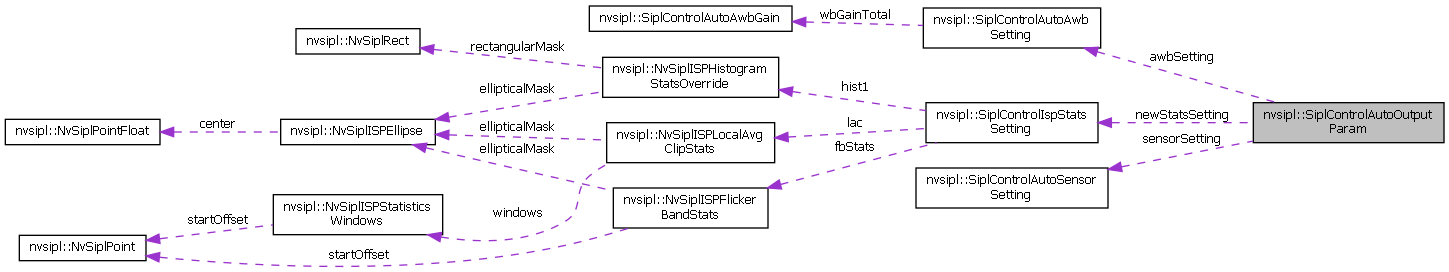 nvsipl::SiplControlAutoAwbGain
wbGainTotal
nvsipl::SiplControlAutoAwb
Setting
nvsipl::NvSiplRect
rectangularMask
awbSetting
nvsipl::NvSiplISPHistogram
StatsOverride
ellipticalMask
hist1
nvsipl::NvSiplPointFloat
center
nvsipl::NvSiplISPEllipse
ellipticalMask
nvsipl::NvSiplISPLocalAvg
ClipStats
lac
nvsipl::SiplControlIspStats
Setting
newStatsSetting
nvsipl::SiplControlAutoOutput
Param
ellipticalMask
fbStats
sensorSetting
nvsipl::SiplControlAutoSensor
Setting
nvsipl::NvSiplISPFlicker
BandStats
nvsipl::NvSiplISPStatistics
Windows
windows
startOffset
nvsipl::NvSiplPoint
startOffset